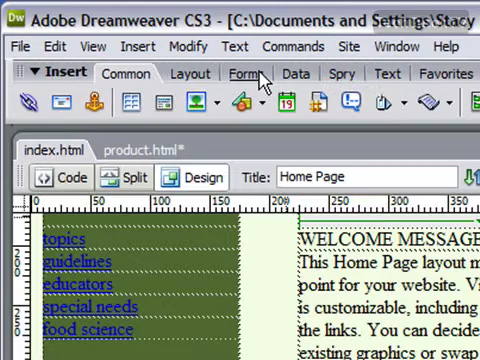 Dw Adobe Dreamweaver CS3 - [C:\Documents and Settings\Stacy
File Edit View Insert Modify Text Commands Site Window Help
Insert Common Layout Forms Data Spry Text Favorites
19
index.html product.html*
Code Split Design Title: Home Page
0 50 100 150 200 250 300 350 400
topics
guidelines
educators
special needs
food science
WELCOME MESSAGE
This Home Page layout m
point for your website. Vi
is customizable, including
the links. You can decide
existing graphics or swap